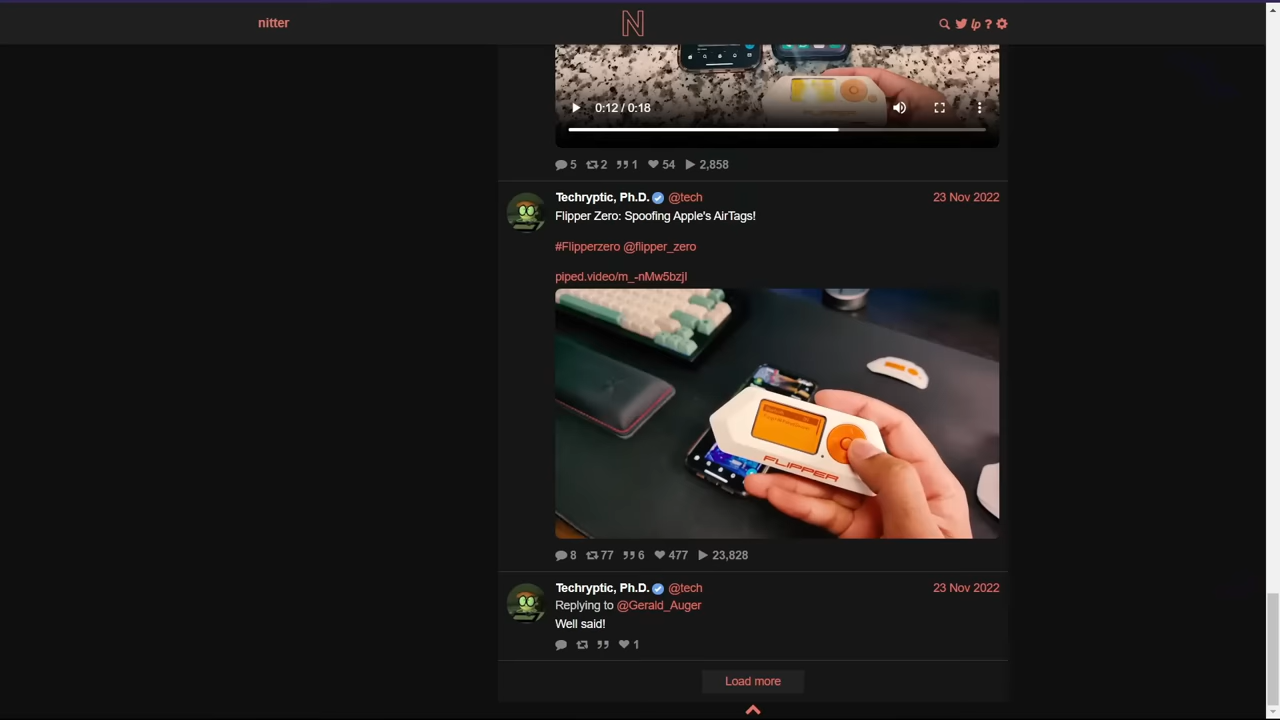 nitter
N
0:12 / 0:18
5 2 1 54 2,858
Techryptic, Ph.D. @tech 23 Nov 2022
Flipper Zero: Spoofing Apple's AirTags!
#Flipperzero @flipper_zero
piped.video/m_-nMw5bzjI
FLIPPER
8 77 6 477 23,828
Techryptic, Ph.D. @tech 23 Nov 2022
Replying to @Gerald_Auger
Well said!
1
Load more